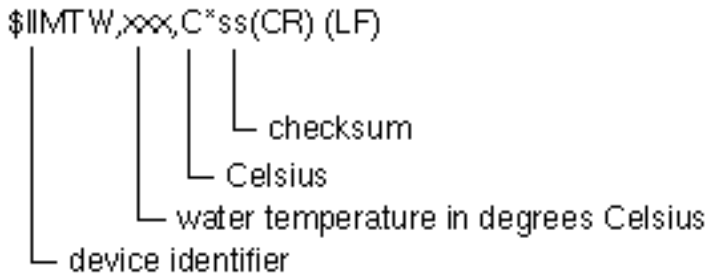 $IIMTW,xxx,C*ss(CR) (LF)
checksum
Celsius
water temperature in degrees Celsius
device identifier